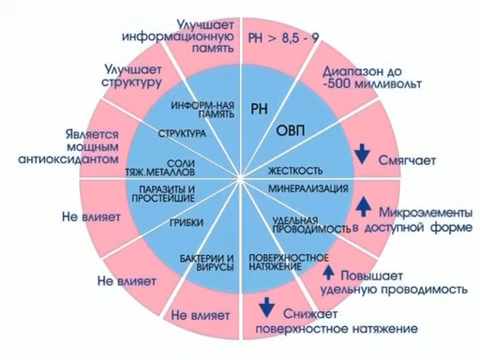 Улучшает
информационную
память
PH > 8,5 - 9
Улучшает
структуру
Диапазон до
-500 милливольт
ИНФОРМ-НАЯ
ПАМЯТЬ
PH
ОВП
Является
мощным
антиоксидантом
СТРУКТУРА
Смягчает
СОЛИ
ТЯЖ.МЕТАЛЛОВ
ЖЕСТКОСТЬ
ПАРАЗИТЫ И
ПРОСТЕЙШИЕ
МИНЕРАЛИЗАЦИЯ
Не влияет
Микроэлементы
в доступной форме
ГРИБКИ
УДЕЛЬНАЯ
ПРОВОДИМОСТЬ
БАКТЕРИИ И
ВИРУСЫ
ПОВЕРХНОСТНОЕ
НАТЯЖЕНИЕ
Не влияет
Повышает
удельную проводимость
Не влияет
Снижает
поверхностное натяжение